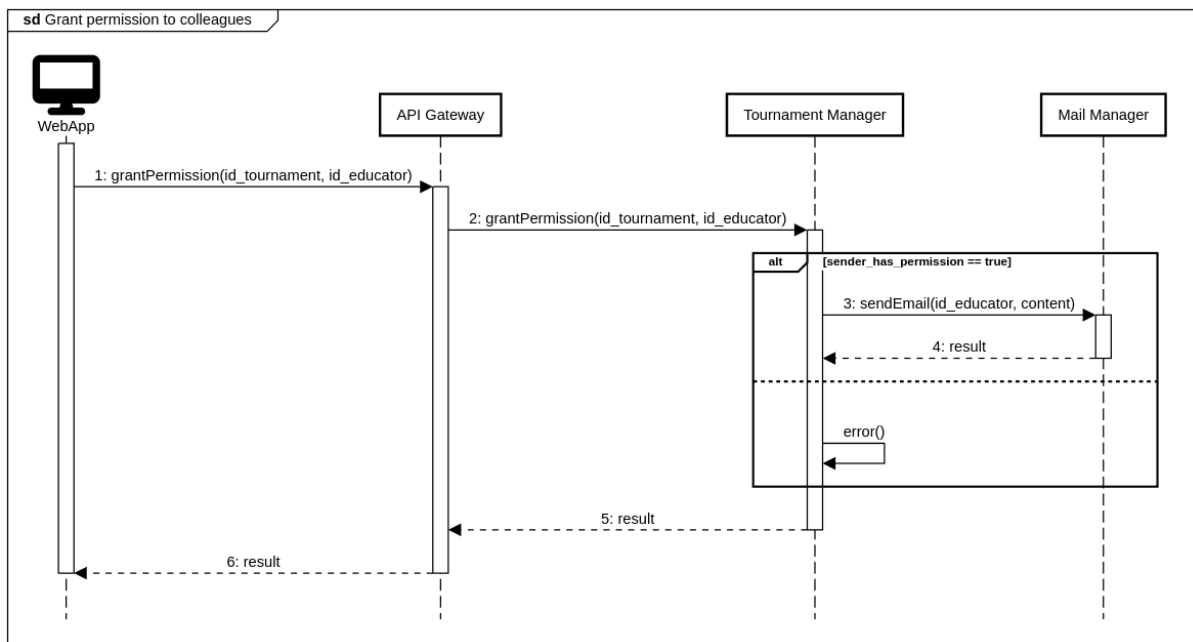 sd Grant permission to colleagues
WebApp
API Gateway
Tournament Manager
Mail Manager
1: grantPermission(id_tournament, id_educator)
2: grantPermission(id_tournament, id_educator)
alt [sender_has_permission == true]
3: sendEmail(id_educator, content)
4: result
error()
5: result
6: result